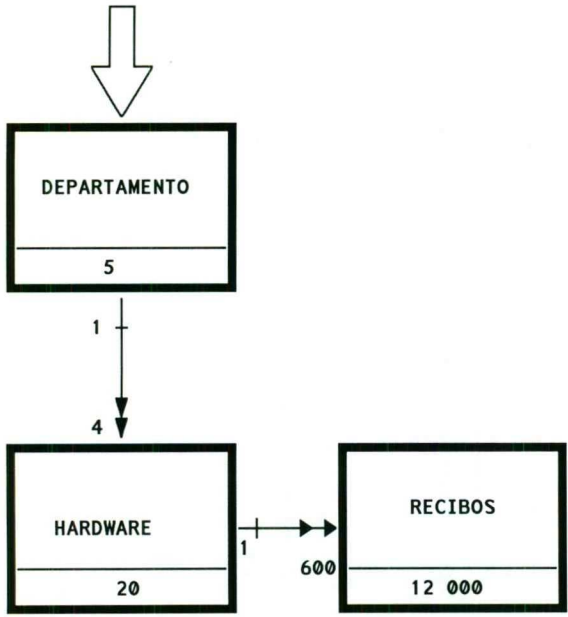 DEPARTAMENTO
5
1
4
HARDWARE
20
1
600
RECIBOS
12 000